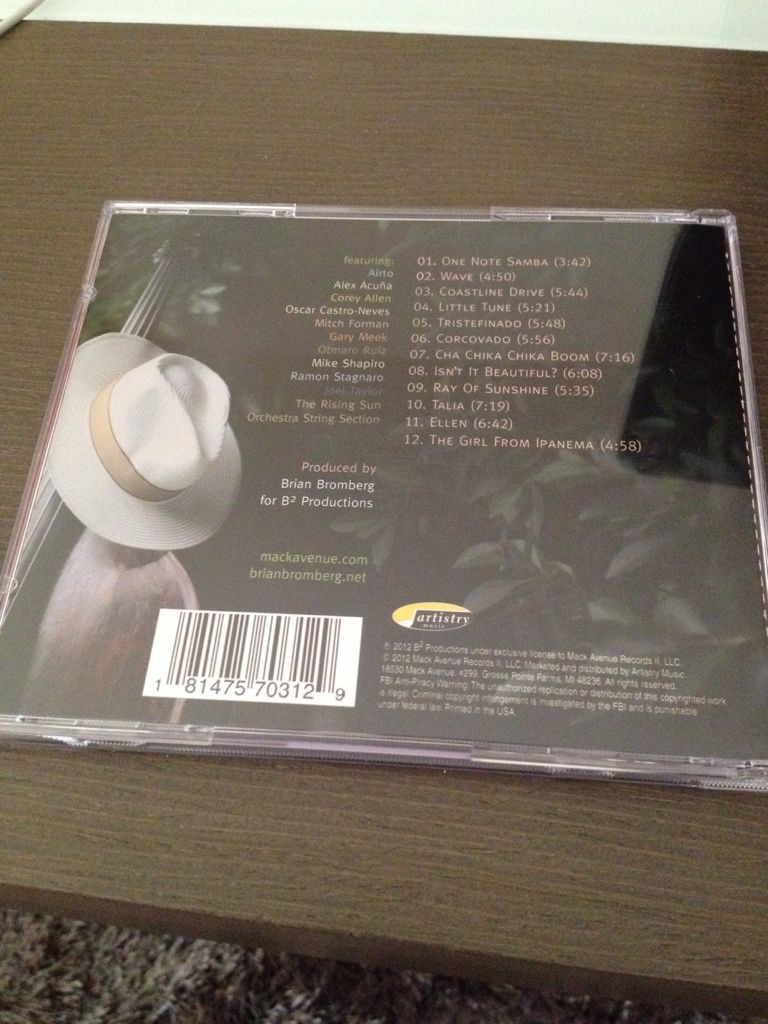 featuring:
Airto
Alex Acuña
Corey Allen
Oscar Castro-Neves
Mitch Forman
Gary Meek
Otmaro Ruiz
Mike Shapiro
Ramon Stagnaro
Joel Taylor
The Rising Sun
Orchestra String Section
Produced by
Brian Bromberg
for B² Productions
mackavenue.com
brianbromberg.net
01. One Note Samba (3:42)
02. Wave (4:50)
03. Coastline Drive (5:44)
04. Little Tune (5:21)
05. Tristefinado (5:48)
06. Corcovado (5:56)
07. Cha Chika Chika Boom (7:16)
08. Isn't It Beautiful? (6:08)
09. Ray Of Sunshine (5:35)
10. Talia (7:19)
11. Ellen (6:42)
12. The Girl From Ipanema (4:58)
1 81475 70312 9
artistry
music
℗ 2012 B² Productions under exclusive license to Mack Avenue Records II, LLC.
© 2012 Mack Avenue Records II, LLC. Marketed and distributed by Artistry Music.
18530 Mack Avenue, #299, Grosse Pointe Farms, MI 48236. All rights reserved.
FBI Anti-Piracy Warning: The unauthorized replication or distribution of this copyrighted work
is illegal. Criminal copyright infringement is investigated by the FBI and is punishable
under federal law. Printed in the USA.